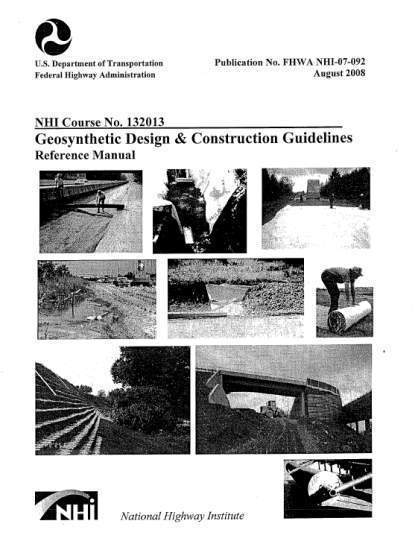 U.S. Department of Transportation
Federal Highway Administration
Publication No. FHWA NHI-07-092
August 2008
NHI Course No. 132013
Geosynthetic Design & Construction Guidelines
Reference Manual
NHI
National Highway Institute